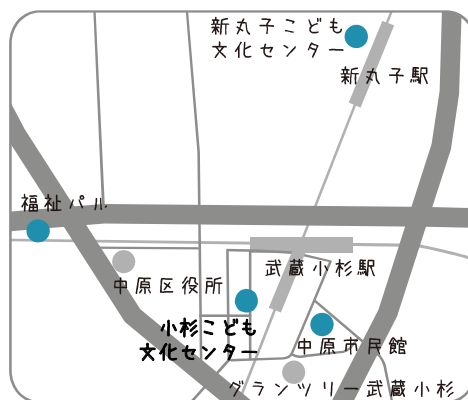 新丸子こども
文化センター
新丸子駅
福祉パル
武蔵小杉駅
中原区役所
小杉こども
文化センター
中原市民館
グランツリー武蔵小杉